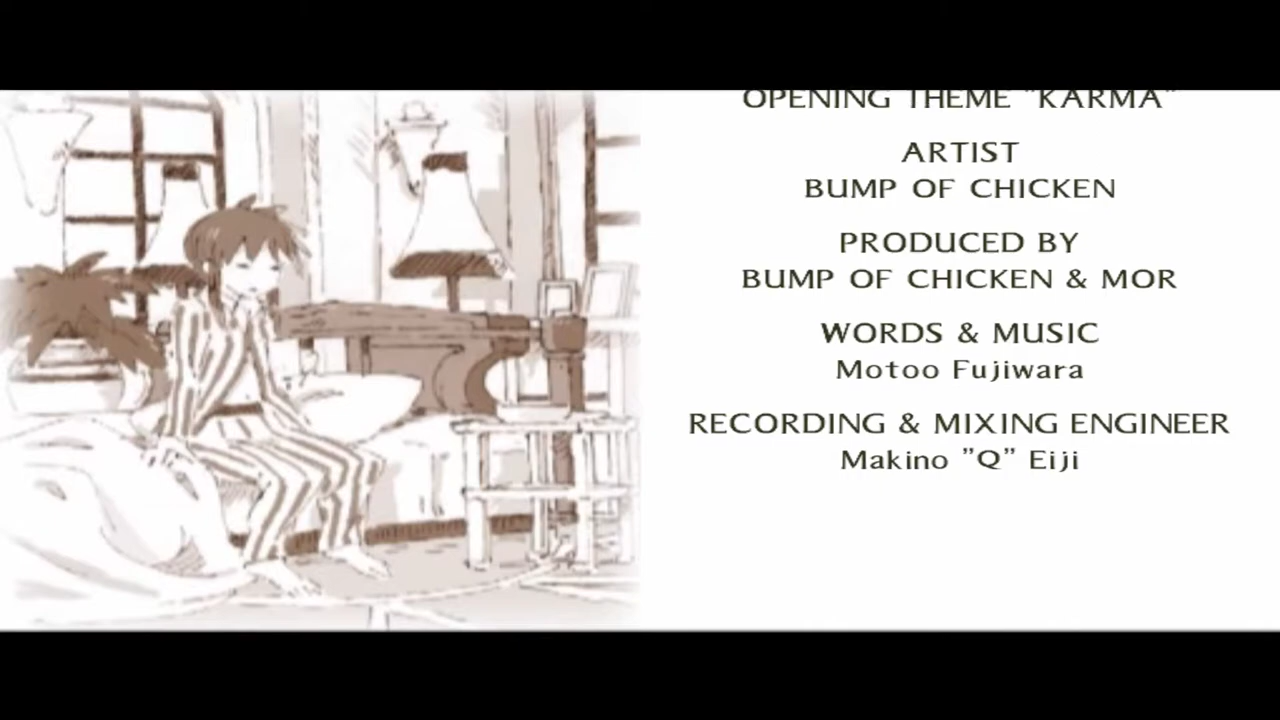 OPENING THEME "KARMA"
ARTIST
BUMP OF CHICKEN
PRODUCED BY
BUMP OF CHICKEN & MOR
WORDS & MUSIC
Motoo Fujiwara
RECORDING & MIXING ENGINEER
Makino "Q" Eiji